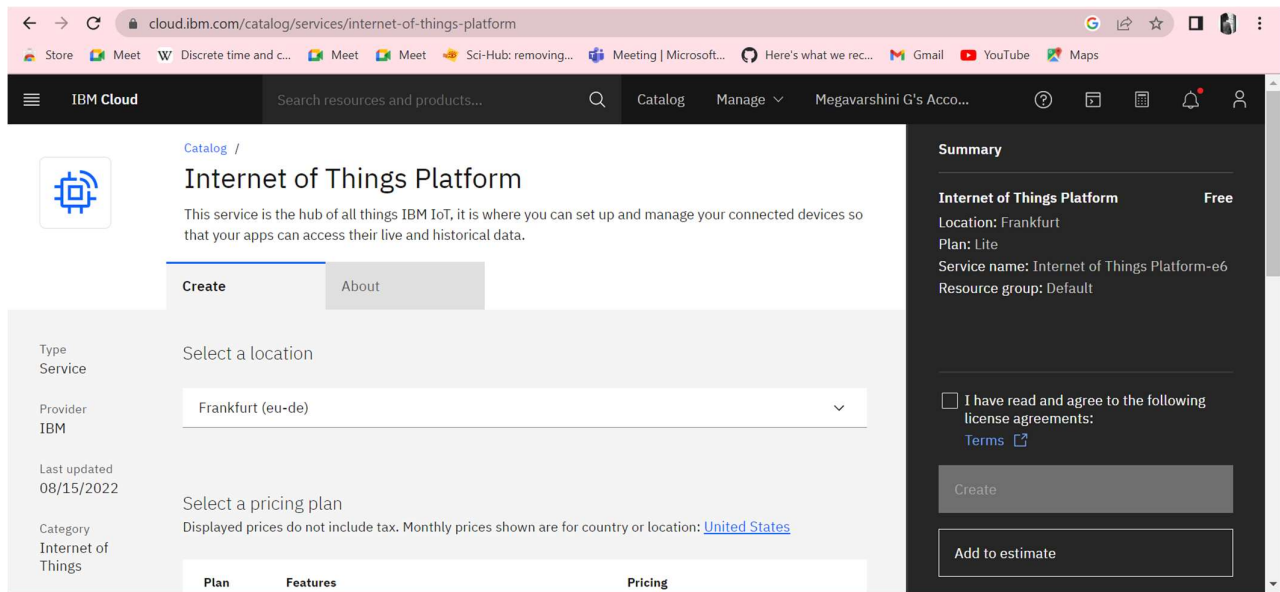 cloud.ibm.com/catalog/services/internet-of-things-platform
Store Meet Discrete time and c... Meet Meet Sci-Hub: removing... Meeting | Microsoft... Here's what we rec... Gmail YouTube Maps
IBM Cloud Search resources and products... Catalog Manage Megavarshini G's Acco...
Catalog /
Internet of Things Platform
This service is the hub of all things IBM IoT, it is where you can set up and manage your connected devices so
that your apps can access their live and historical data.
Create About
Type
Service
Provider
IBM
Last updated
08/15/2022
Category
Internet of
Things
Select a location
Frankfurt (eu-de)
Select a pricing plan
Displayed prices do not include tax. Monthly prices shown are for country or location: United States
Plan Features Pricing
Summary
Internet of Things Platform Free
Location: Frankfurt
Plan: Lite
Service name: Internet of Things Platform-e6
Resource group: Default
I have read and agree to the following
license agreements:
Terms
Create
Add to estimate